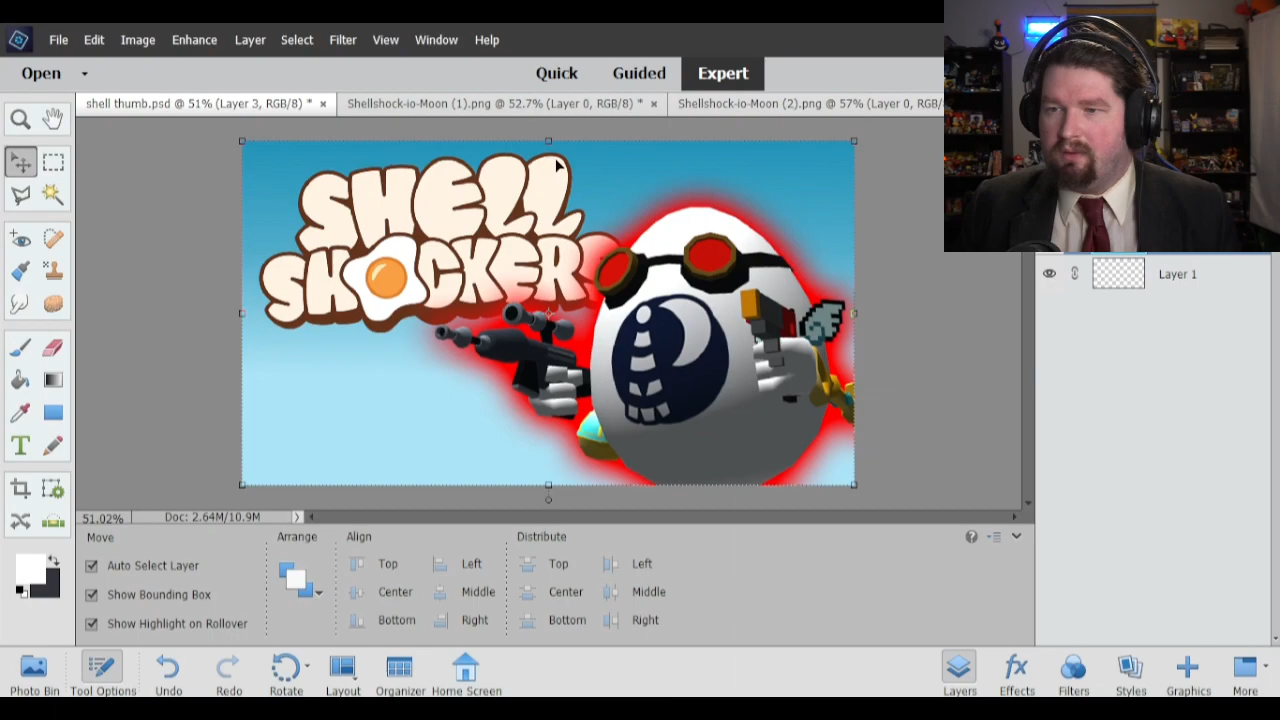 File Edit Image Enhance Layer Select Filter View Window Help
Open Quick Guided Expert
shell thumb.psd @ 51% (Layer 3, RGB/8) * × Shellshock-io-Moon (1).png @ 52.7% (Layer 0, RGB/8) * × Shellshock-io-Moon (2).png @ 57% (Layer 0, RGB/
SHELL
SHOCKERS
Layer 1
T
51.02% Doc: 2.64M/10.9M
Move Arrange Align Distribute
Auto Select Layer Top Left Top Left
Show Bounding Box Center Middle Center Middle
Show Highlight on Rollover Bottom Right Bottom Right
fx
Photo Bin Tool Options Undo Redo Rotate Layout Organizer Home Screen Layers Effects Filters Styles Graphics More